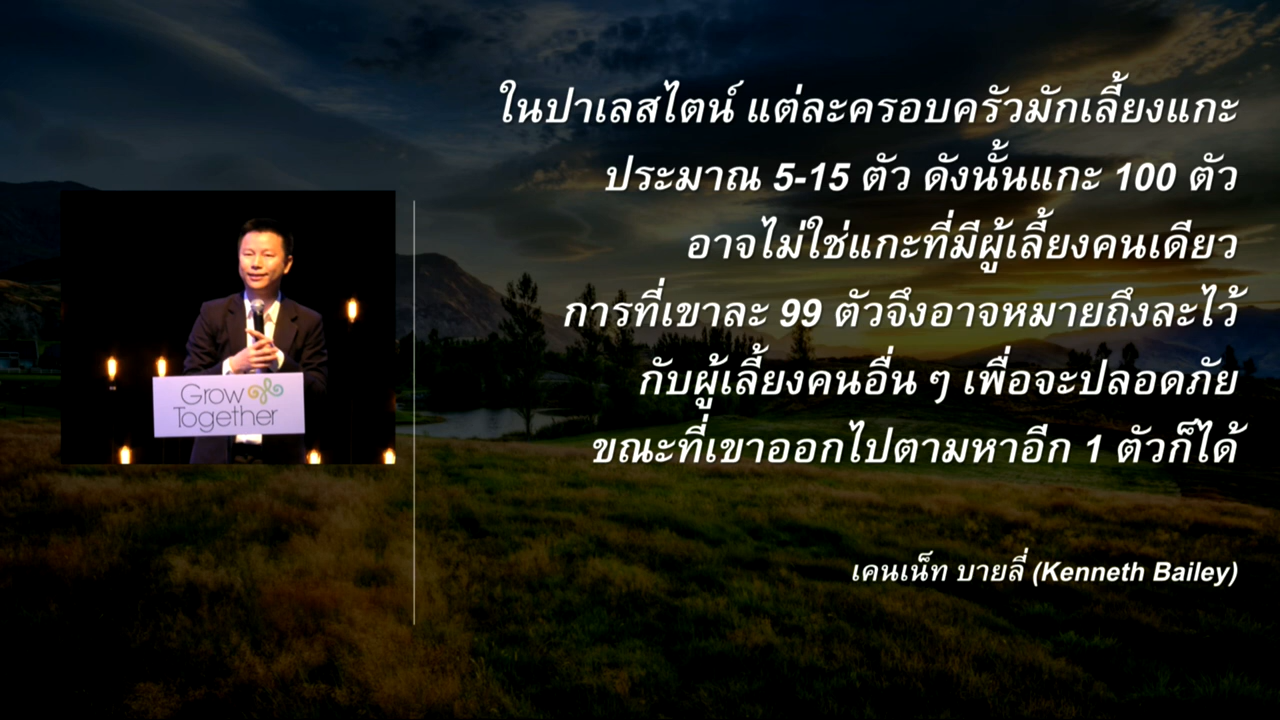 Grow
Together
ในปาเลสไตน์ แต่ละครอบครัวมักเลี้ยงแกะ
ประมาณ 5-15 ตัว ดังนั้นแกะ 100 ตัว
อาจไม่ใช่แกะที่มีผู้เลี้ยงคนเดียว
การที่เขาละ 99 ตัวจึงอาจหมายถึงละไว้
กับผู้เลี้ยงคนอื่น ๆ เพื่อจะปลอดภัย
ขณะที่เขาออกไปตามหาอีก 1 ตัวก็ได้
เคนเน็ท บายลี่ (Kenneth Bailey)